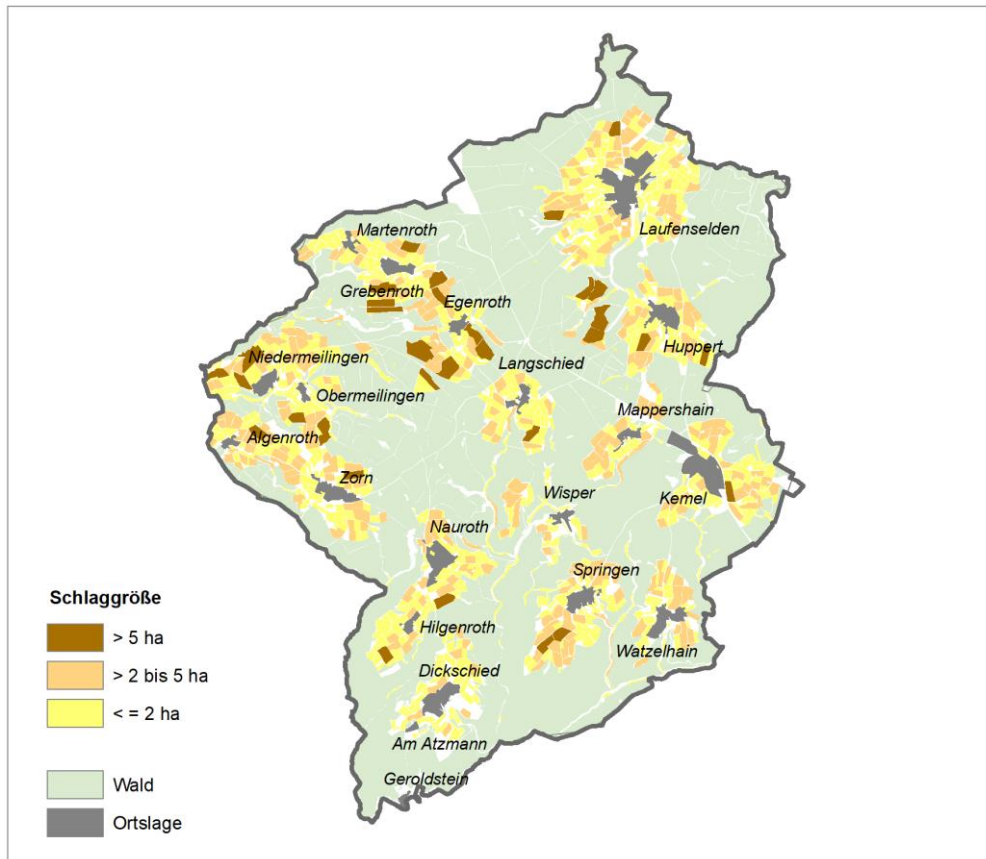 Laufenselden
Martenroth
Grebenroth
Egenroth
Huppert
Niedermeilingen
Langschied
Obermeilingen
Mappershain
Algenroth
Zorn
Wisper
Kemel
Nauroth
Springen
Hilgenroth
Watzelhain
Dickschied
Am Atzmann
Geroldstein
Schlaggröße
> 5 ha
> 2 bis 5 ha
< = 2 ha
Wald
Ortslage